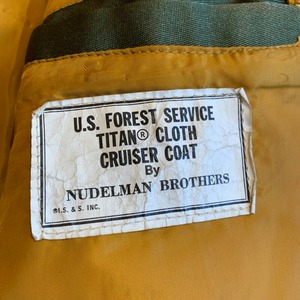 U.S. FOREST SERVICE
TITAN® CLOTH
CRUISER COAT
By
NUDELMAN BROTHERS
®I.S. & S. INC.